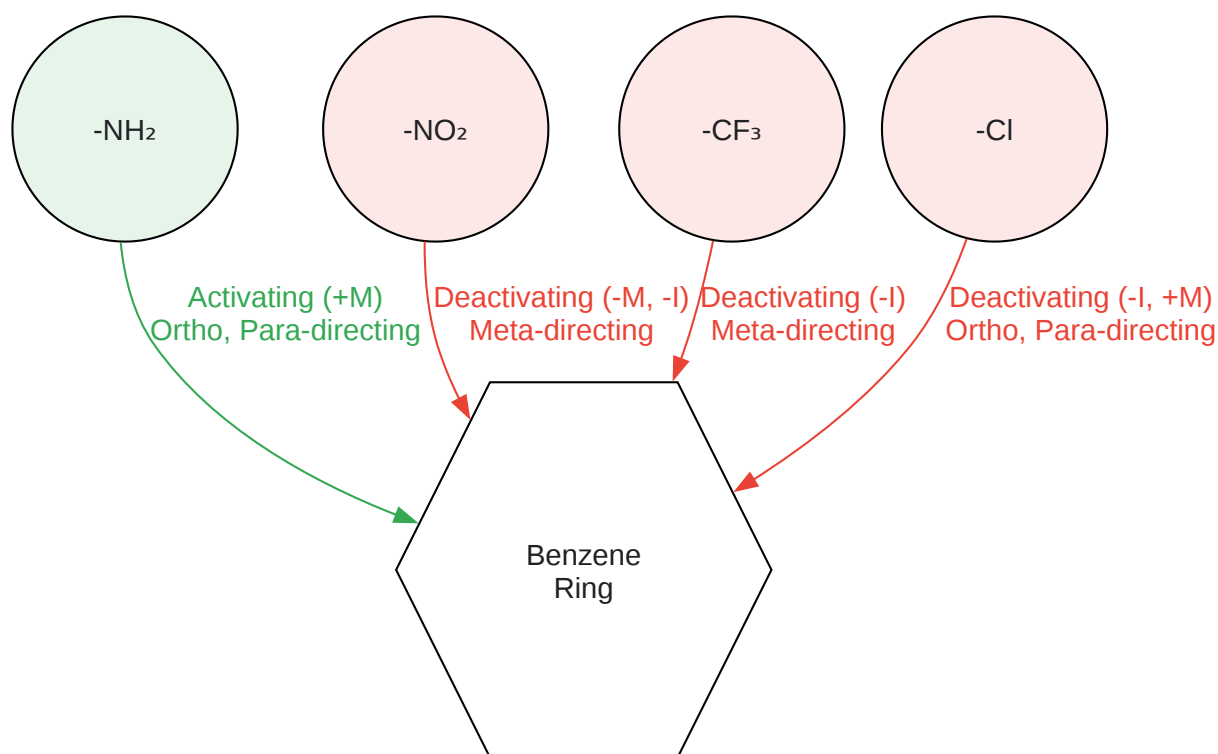 -NH₂
-NO₂
-CF₃
-Cl
Activating (+M)
Ortho, Para-directing
Deactivating (-M, -I)
Meta-directing
Deactivating (-I)
Meta-directing
Deactivating (-I, +M)
Ortho, Para-directing
Benzene
Ring